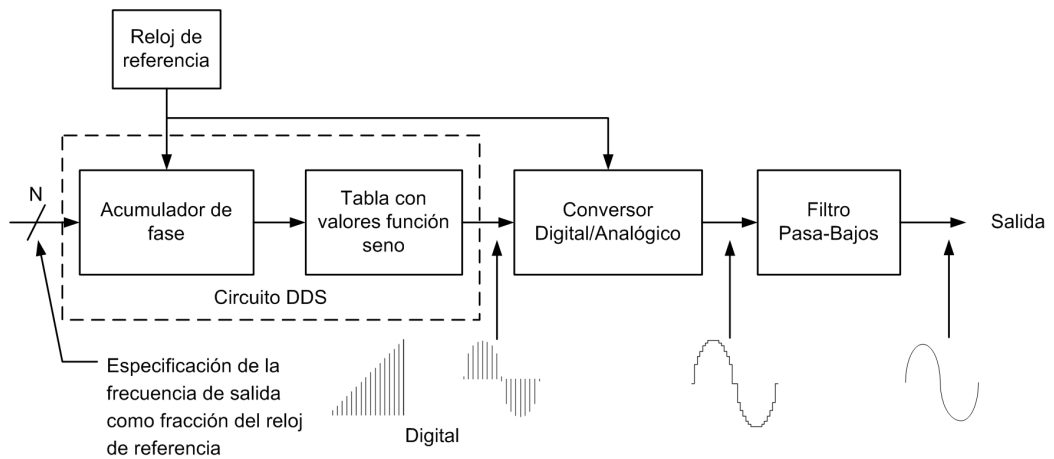 Reloj de
referencia
N
Acumulador de
fase
Tabla con
valores función
seno
Conversor
Digital/Analógico
Filtro
Pasa-Bajos
Salida
Circuito DDS
Especificación de la
frecuencia de salida
como fracción del reloj
de referencia
Digital